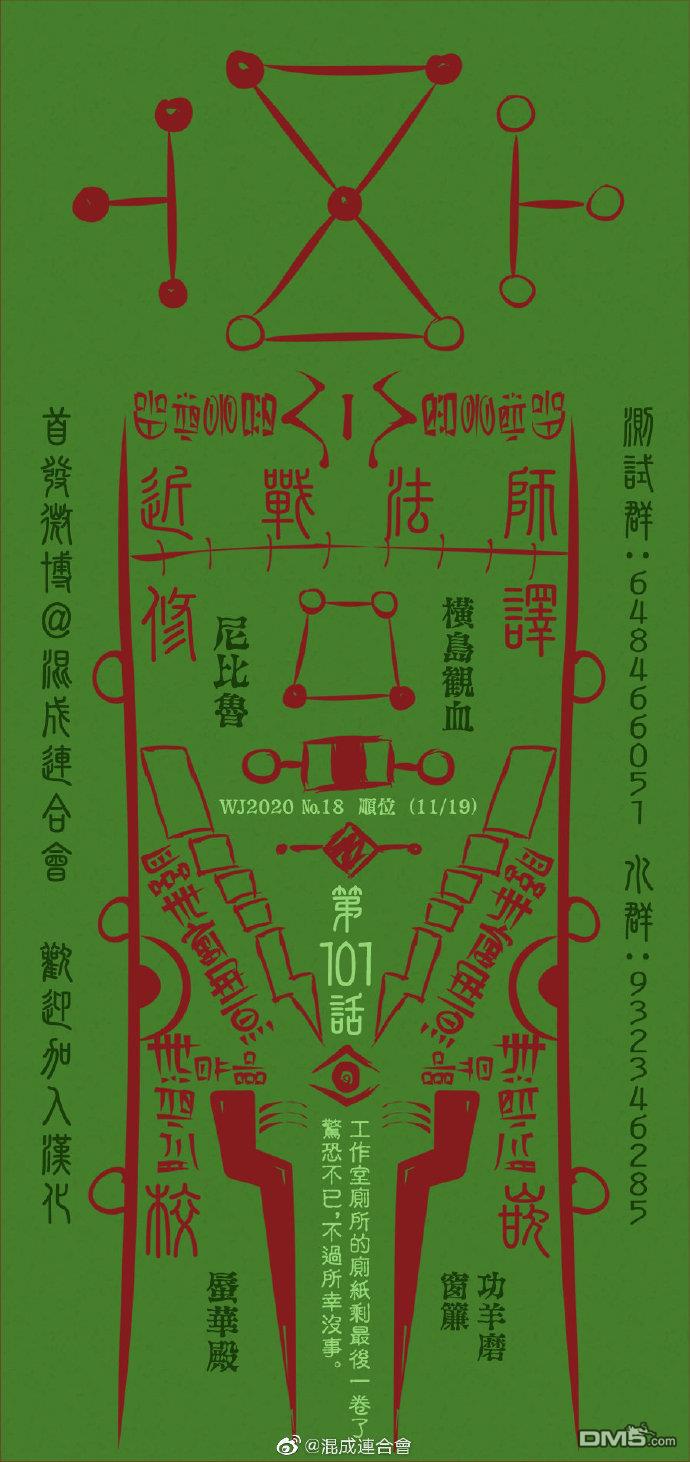 近戰法師
測試群：648466051 水群：932346285
首發微博@混成連合會 歡迎加入漢化
譯
橫島觀血
修
尼比魯
WJ2020 No.18 順位 (11/19)
第
101
話
工作室廁所的廁紙剩最後一卷了
驚恐不已，不過所幸沒事。
嵌
功羊磨
窗簾
校
蜃華殿
@混成連合會
DM5.com